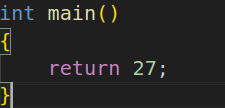 int main()
{
    return 27;
}